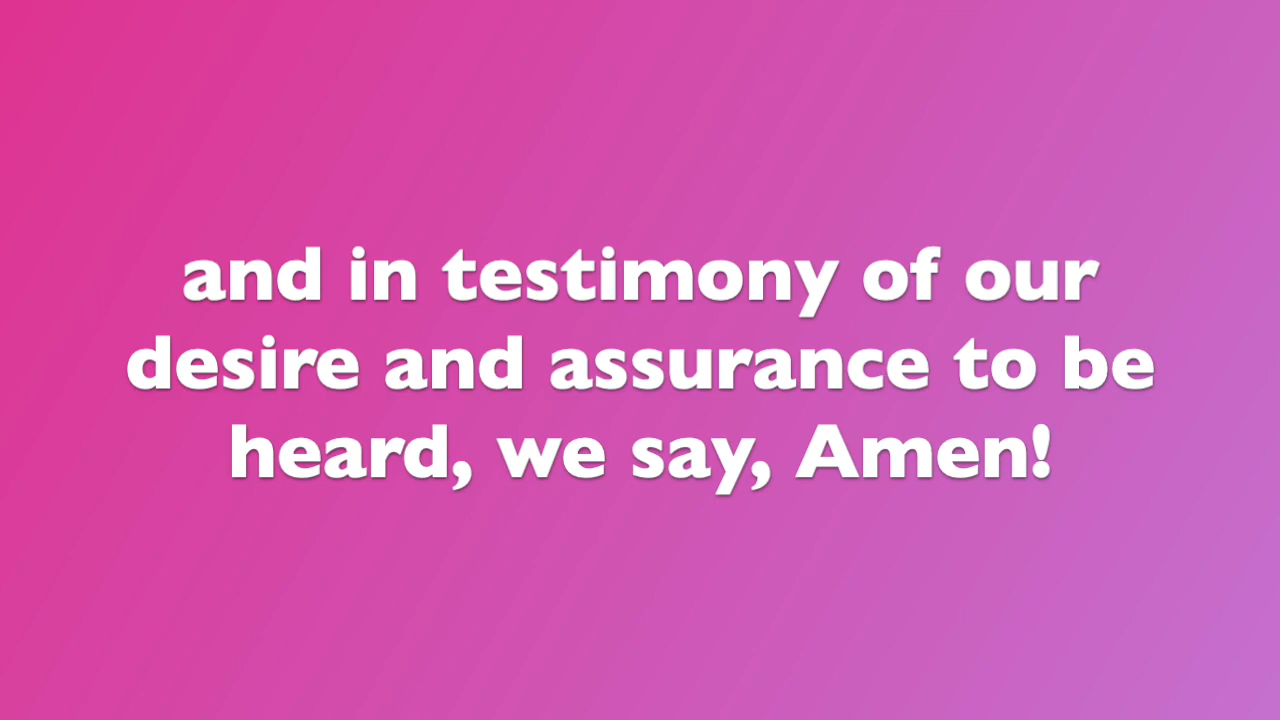 and in testimony of our
desire and assurance to be
heard, we say, Amen!